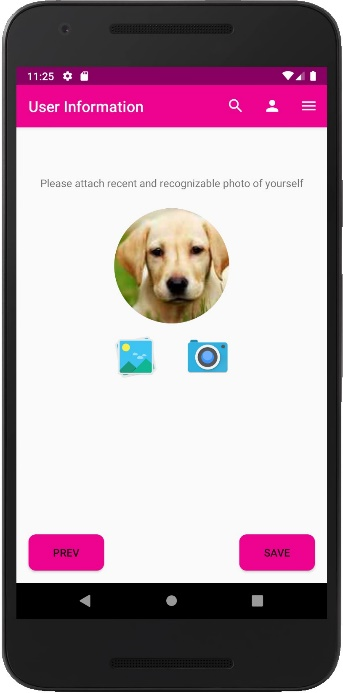 11:25
User Information
Please attach recent and recognizable photo of yourself
PREV
SAVE